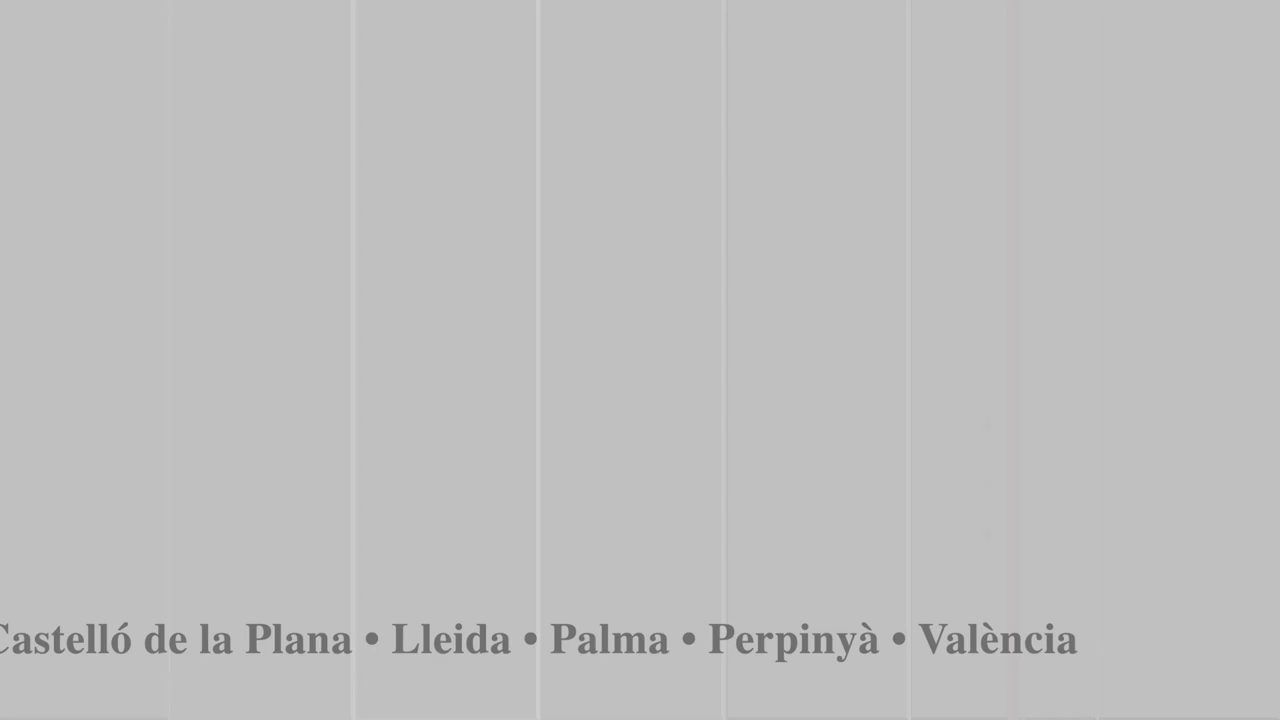 Castelló de la Plana • Lleida • Palma • Perpinyà • València